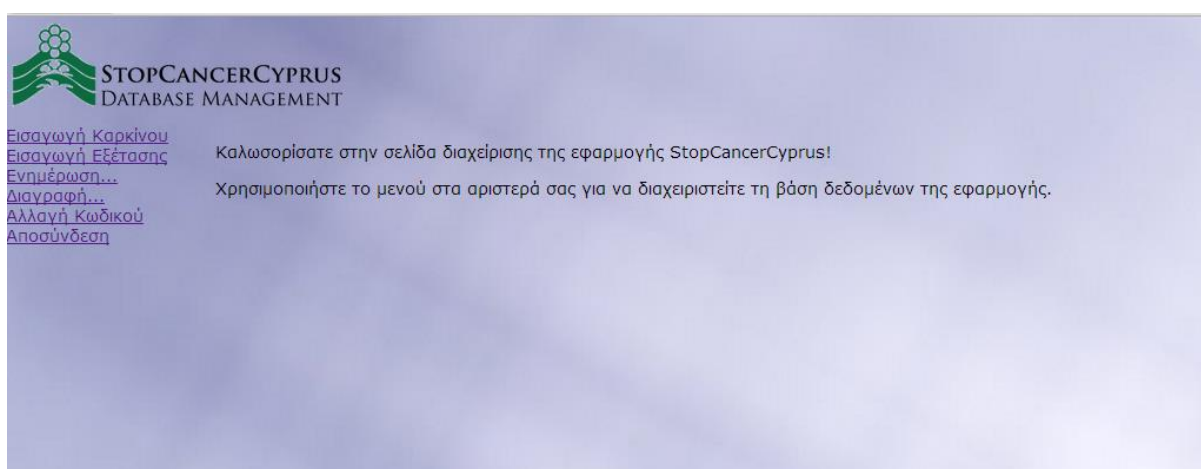 STOPCANCERCYPRUS
DATABASE MANAGEMENT
Εισαγωγή Καρκίνου
Εισαγωγή Εξέτασης
Ενημέρωση...
Διαγραφή...
Αλλαγή Κωδικού
Αποσύνδεση
Καλωσορίσατε στην σελίδα διαχείρισης της εφαρμογής StopCancerCyprus!
Χρησιμοποιήστε το μενού στα αριστερά σας για να διαχειριστείτε τη βάση δεδομένων της εφαρμογής.